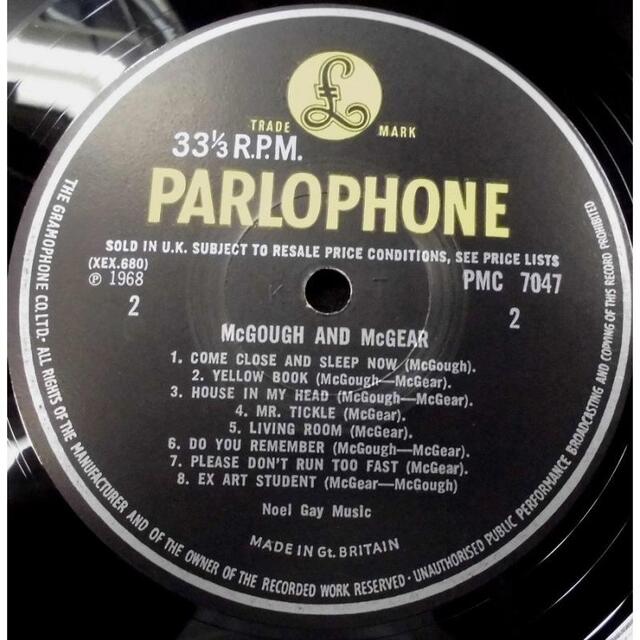 £
TRADE MARK
33⅓ R.P.M.
PARLOPHONE
SOLD IN U.K. SUBJECT TO RESALE PRICE CONDITIONS, SEE PRICE LISTS
(XEX.680)
℗ 1968
2
PMC 7047
2
K T
McGOUGH AND McGEAR
1. COME CLOSE AND SLEEP NOW (McGough).
2. YELLOW BOOK (McGough—McGear).
3. HOUSE IN MY HEAD (McGough—McGear).
4. MR. TICKLE (McGear).
5. LIVING ROOM (McGear).
6. DO YOU REMEMBER (McGough—McGear).
7. PLEASE DON'T RUN TOO FAST (McGear).
8. EX ART STUDENT (McGear—McGough)
Noel Gay Music
MADE IN Gt. BRITAIN
THE GRAMOPHONE CO. LTD. · ALL RIGHTS OF THE MANUFACTURER AND OF THE OWNER OF THE RECORDED WORK RESERVED · UNAUTHORISED PUBLIC PERFORMANCE BROADCASTING AND COPYING OF THIS RECORD PROHIBITED